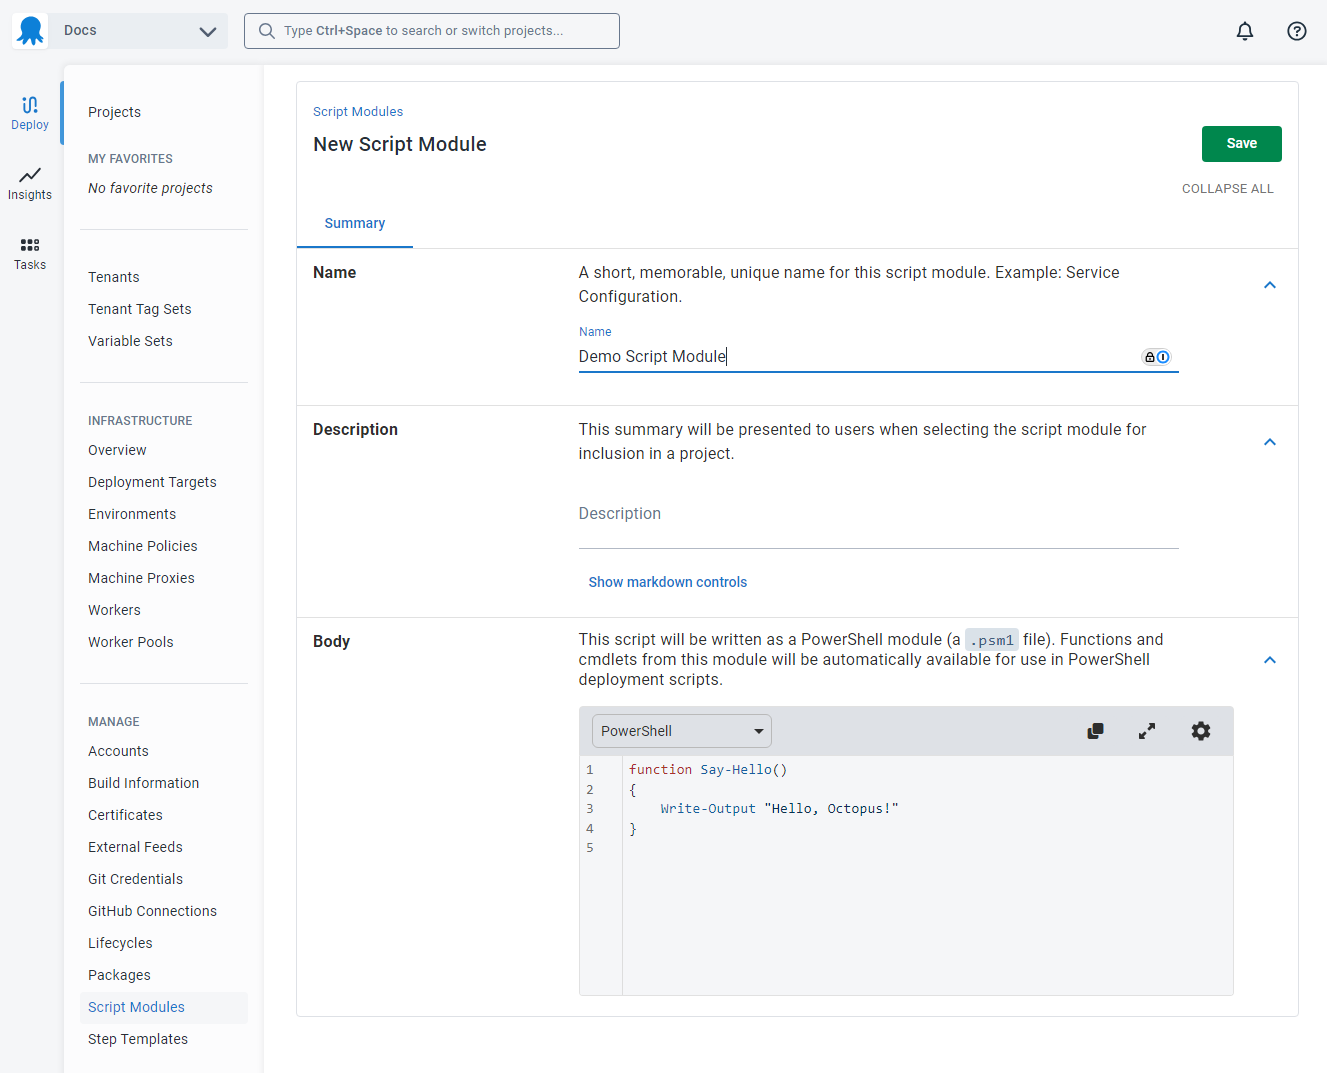 Docs
Type Ctrl+Space to search or switch projects...
Deploy
Insights
Tasks
Projects
MY FAVORITES
No favorite projects
Tenants
Tenant Tag Sets
Variable Sets
INFRASTRUCTURE
Overview
Deployment Targets
Environments
Machine Policies
Machine Proxies
Workers
Worker Pools
MANAGE
Accounts
Build Information
Certificates
External Feeds
Git Credentials
GitHub Connections
Lifecycles
Packages
Script Modules
Step Templates
Script Modules
New Script Module
Save
COLLAPSE ALL
Summary
Name
A short, memorable, unique name for this script module. Example: Service
Configuration.
Name
Demo Script Module
Description
This summary will be presented to users when selecting the script module for
inclusion in a project.
Description
Show markdown controls
Body
This script will be written as a PowerShell module (a .psm1 file). Functions and
cmdlets from this module will be automatically available for use in PowerShell
deployment scripts.
PowerShell
1 function Say-Hello()
2 {
3     Write-Output "Hello, Octopus!"
4 }
5